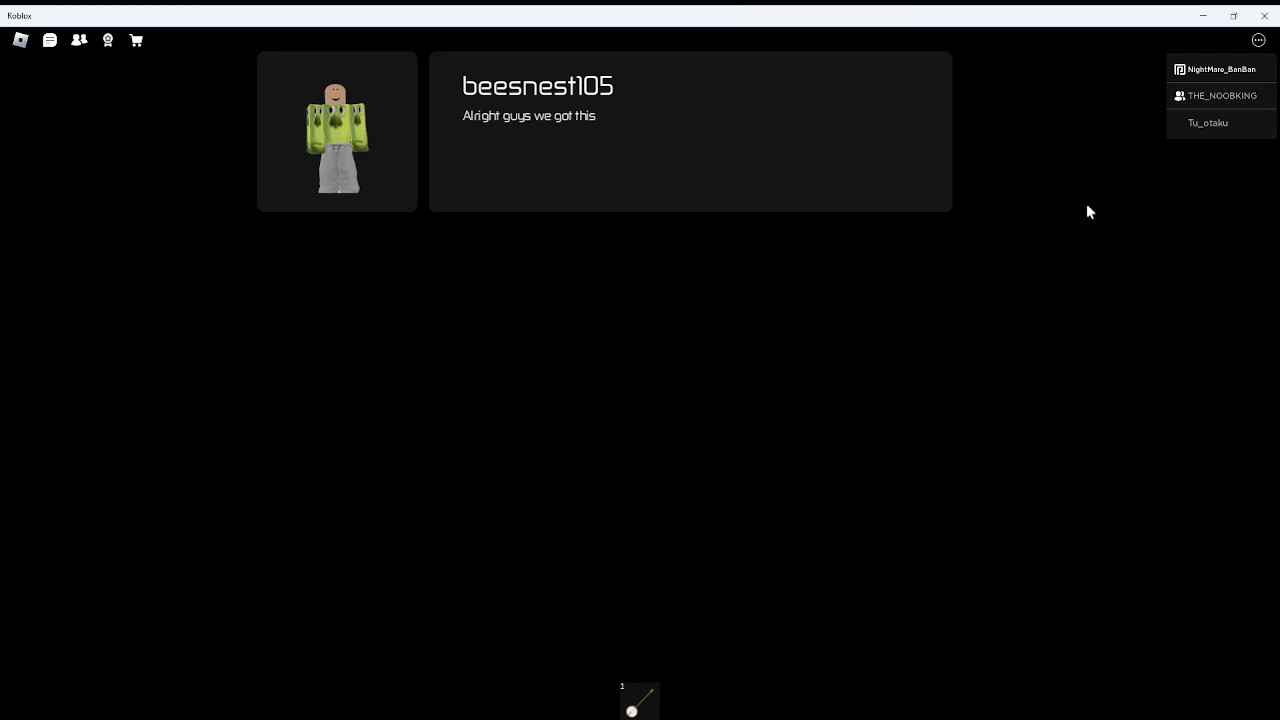 Roblox
beesnest105
Alright guys we got this
NightMare_BanBan
THE_NOOBKING
Tu_otaku
1